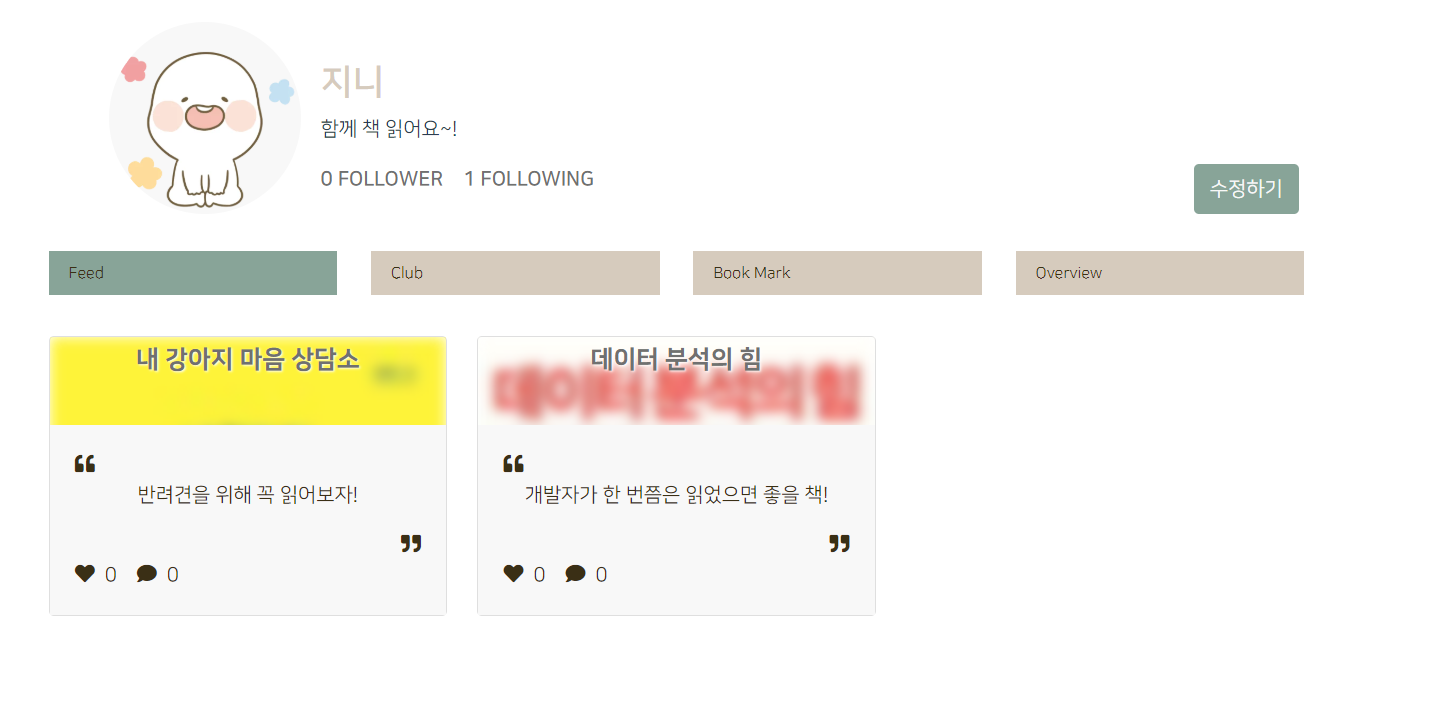 지니
함께 책 읽어요~!
0 FOLLOWER 1 FOLLOWING
수정하기
Feed
Club
Book Mark
Overview
내 강아지 마음 상담소
“
반려견을 위해 꼭 읽어보자!
”
0 0
데이터 분석의 힘
데이터 분석의 힘
“
개발자가 한 번쯤은 읽었으면 좋을 책!
”
0 0